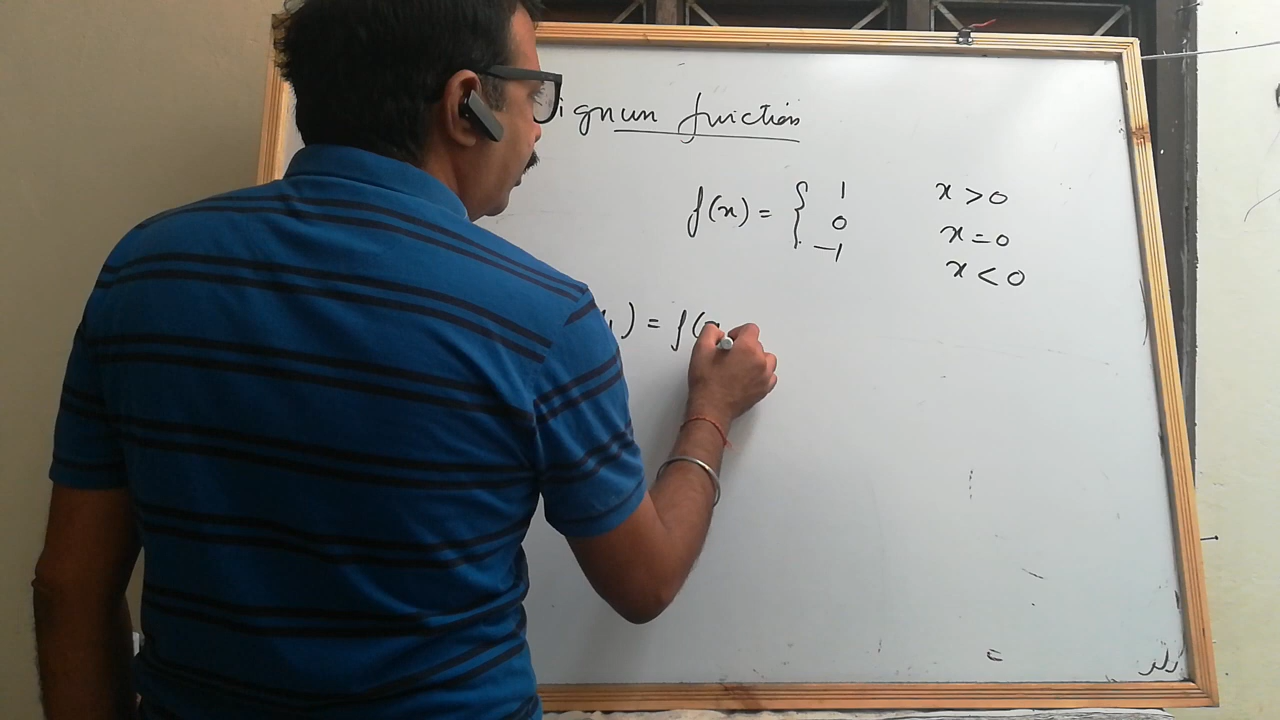 ignum function
f(x) = { 1 x > 0
0 x = 0
-1 x < 0
) = f(x